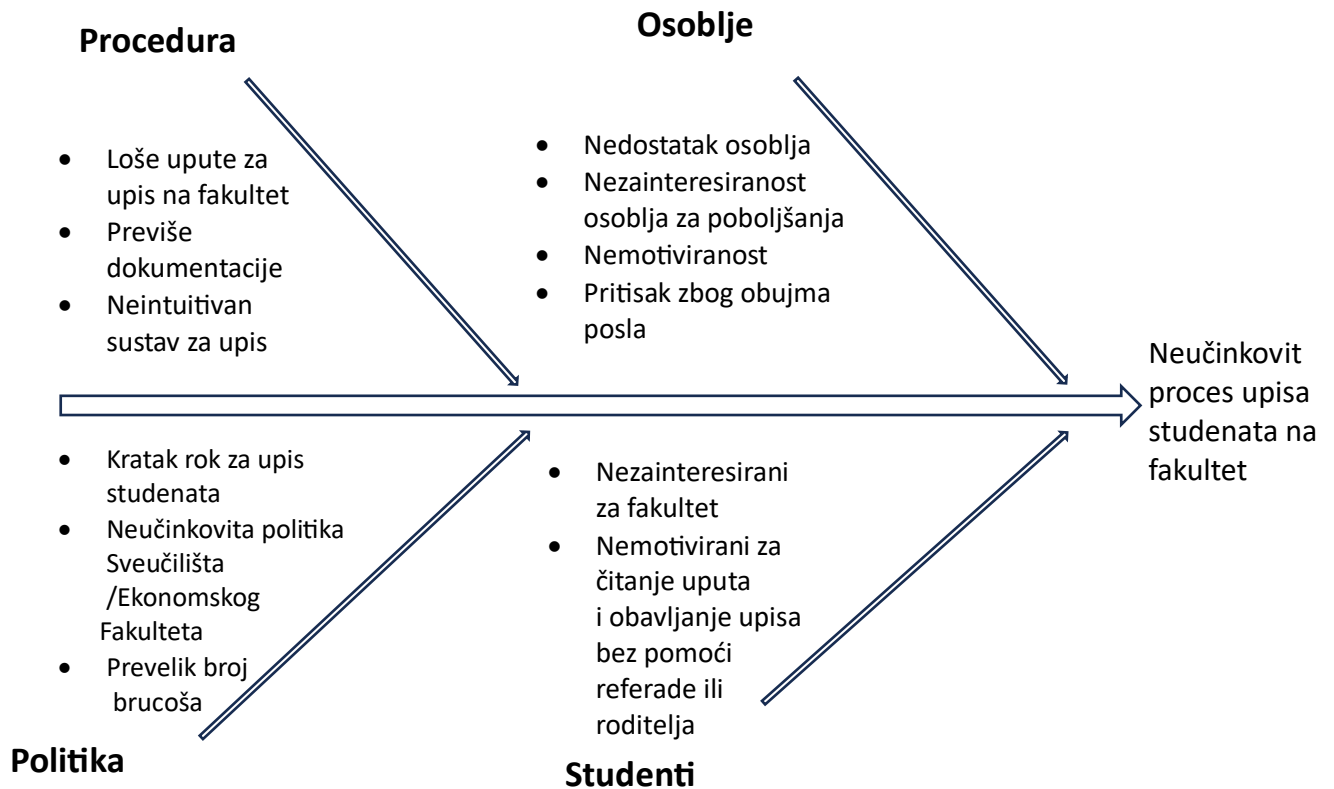 Procedura
• Loše upute za
upis na fakultet
• Previše
dokumentacije
• Neintuitivan
sustav za upis
Osoblje
• Nedostatak osoblja
• Nezainteresiranost
osoblja za poboljšanja
• Nemotiviranost
• Pritisak zbog obujma
posla
Neučinkovit
proces upisa
studenata na
fakultet
• Kratak rok za upis
studenata
• Neučinkovita politika
Sveučilišta
/Ekonomskog
Fakulteta
• Prevelik broj
brucoša
Politika
• Nezainteresirani
za fakultet
• Nemotivirani za
čitanje uputa
i obavljanje upisa
bez pomoći
referade ili
roditelja
Studenti